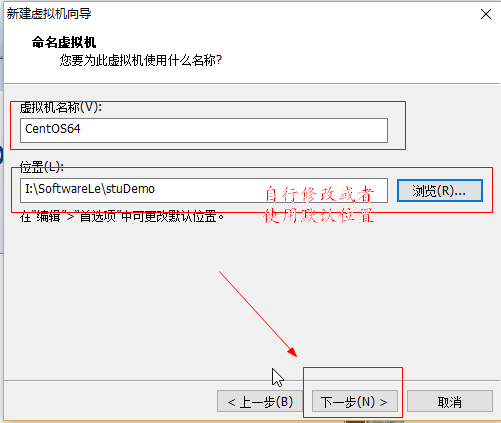 新建虚拟机向导
命名虚拟机
您要为此虚拟机使用什么名称?
虚拟机名称(V):
CentOS64
位置(L):
I:\SoftwareLe\stuDemo
浏览(R)...
自行修改或者
使用默认位置
在“编辑”>“首选项”中可更改默认位置。
< 上一步(B)
下一步(N) >
取消